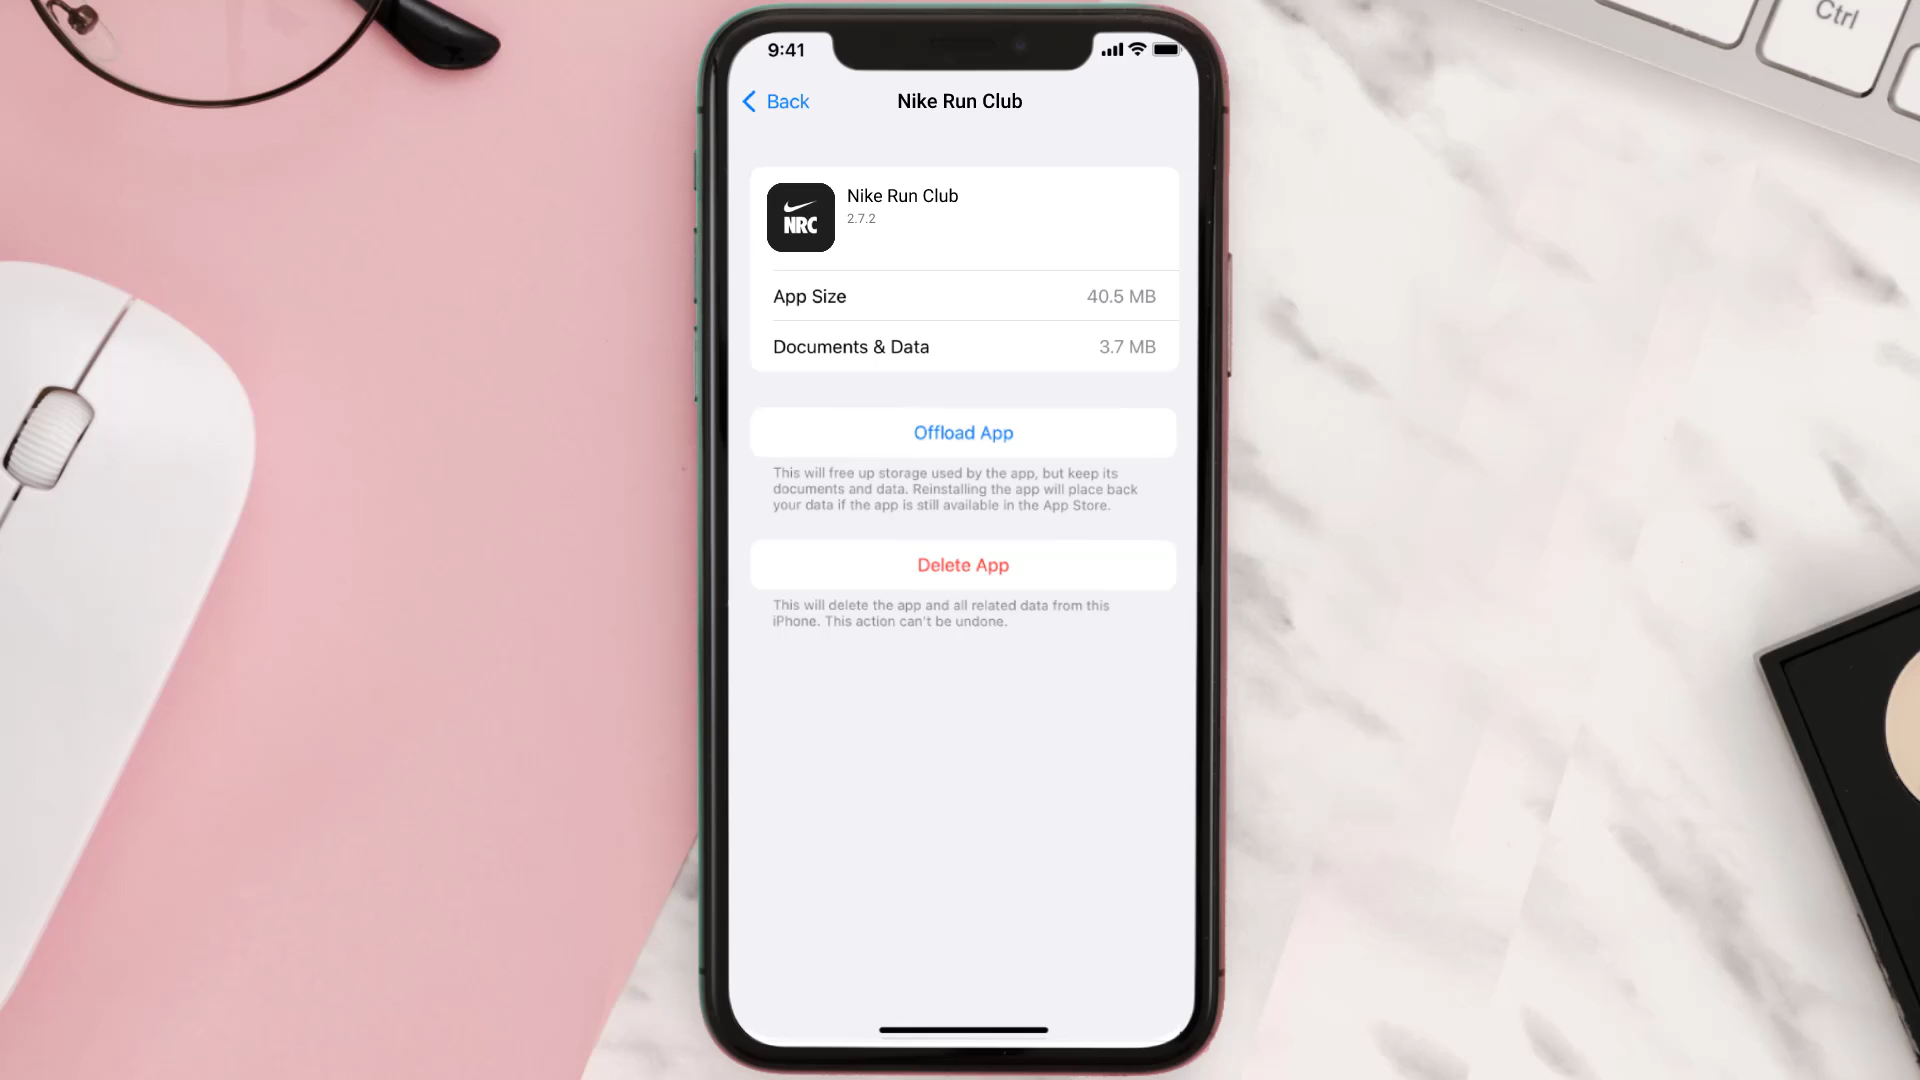 Ctrl
9:41
Back
Nike Run Club
NRC
Nike Run Club
2.7.2
App Size
40.5 MB
Documents & Data
3.7 MB
Offload App
This will free up storage used by the app, but keep its
documents and data. Reinstalling the app will place back
your data if the app is still available in the App Store.
Delete App
This will delete the app and all related data from this
iPhone. This action can't be undone.